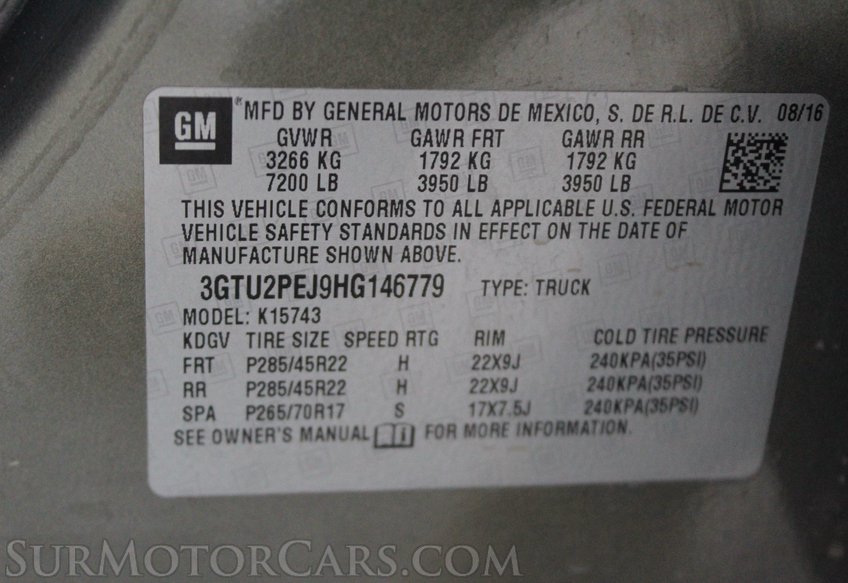 GM ® MFD BY GENERAL MOTORS DE MEXICO, S. DE R.L. DE C.V. 08/16
GVWR GAWR FRT GAWR RR
3266 KG 1792 KG 1792 KG
7200 LB 3950 LB 3950 LB
THIS VEHICLE CONFORMS TO ALL APPLICABLE U.S. FEDERAL MOTOR
VEHICLE SAFETY STANDARDS IN EFFECT ON THE DATE OF
MANUFACTURE SHOWN ABOVE.
3GTU2PEJ9HG146779 TYPE: TRUCK
MODEL: K15743
KDGV TIRE SIZE SPEED RTG RIM COLD TIRE PRESSURE
FRT P285/45R22 H 22X9J 240KPA(35PSI)
RR P285/45R22 H 22X9J 240KPA(35PSI)
SPA P265/70R17 S 17X7.5J 240KPA(35PSI)
SEE OWNER'S MANUAL FOR MORE INFORMATION.
SURMOTORCARS.COM